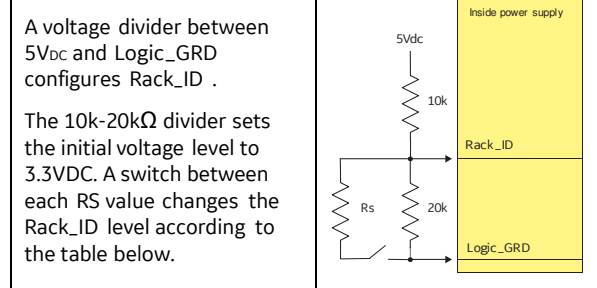 A voltage divider between
5VDC and Logic_GRD
configures Rack_ID .
The 10k-20kΩ divider sets
the initial voltage level to
3.3VDC. A switch between
each RS value changes the
Rack_ID level according to
the table below.
Inside power supply
5Vdc
10k
Rack_ID
Rs
20k
Logic_GRD